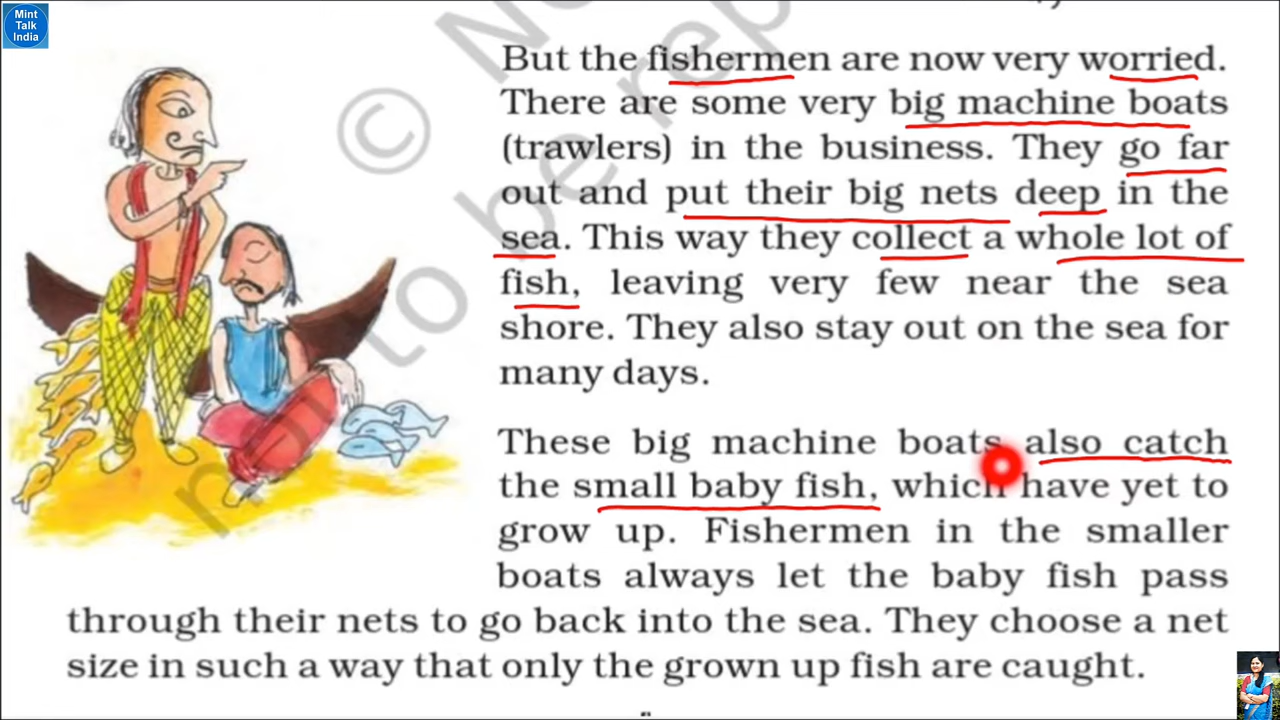 Mint
Talk
India
But the fishermen are now very worried.
There are some very big machine boats
(trawlers) in the business. They go far
out and put their big nets deep in the
sea. This way they collect a whole lot of
fish, leaving very few near the sea
shore. They also stay out on the sea for
many days.
These big machine boats also catch
the small baby fish, which have yet to
grow up. Fishermen in the smaller
boats always let the baby fish pass
through their nets to go back into the sea. They choose a net
size in such a way that only the grown up fish are caught.
©
not to be rep